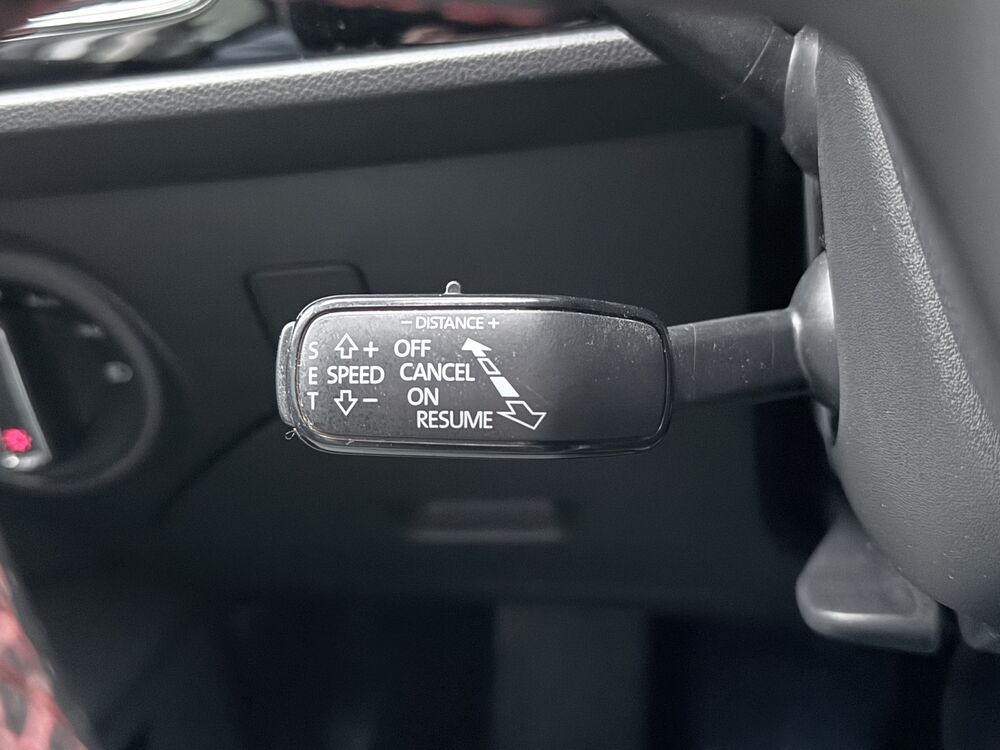 – DISTANCE +
S + OFF
E SPEED CANCEL
T – ON
RESUME